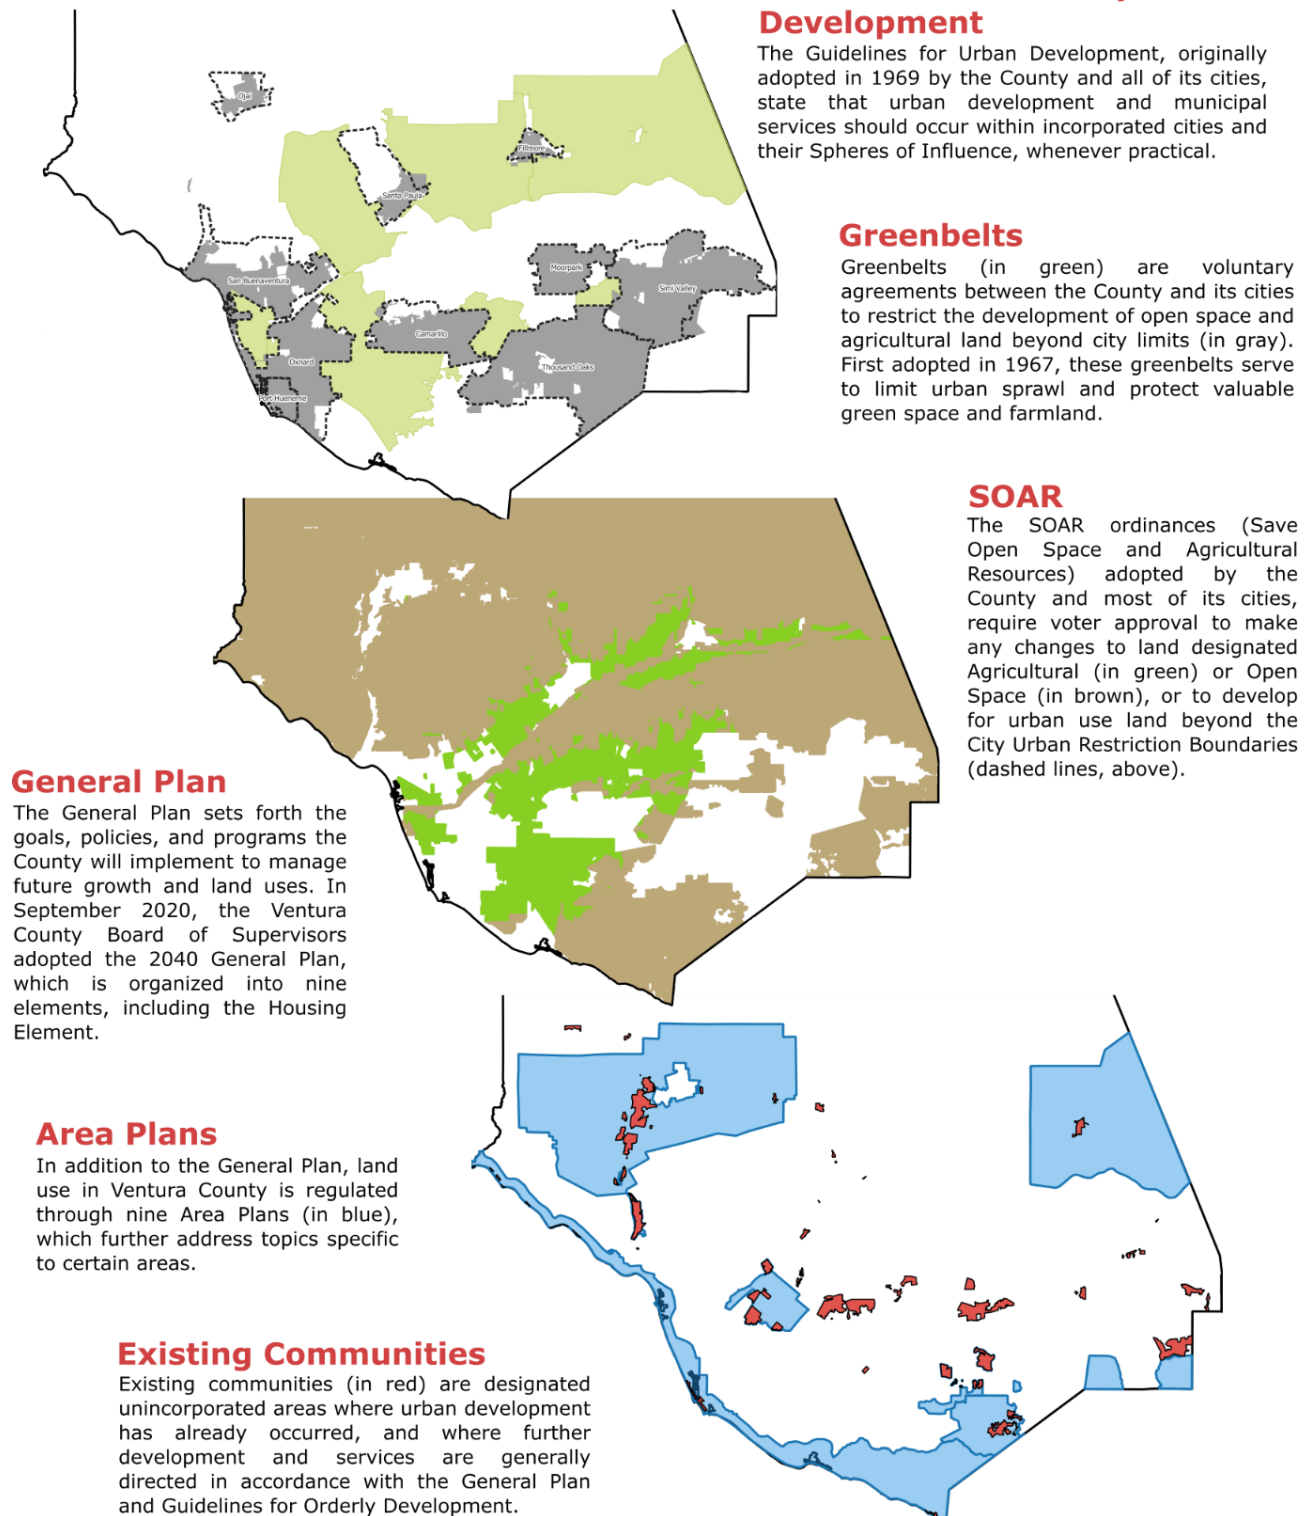 Development
The Guidelines for Urban Development, originally
adopted in 1969 by the County and all of its cities,
state that urban development and municipal
services should occur within incorporated cities and
their Spheres of Influence, whenever practical.
Ojai
Fillmore
Santa Paula
San Buenaventura
Moorpark
Simi Valley
Camarillo
Oxnard
Thousand Oaks
Port Hueneme
Greenbelts
Greenbelts (in green) are voluntary
agreements between the County and its cities
to restrict the development of open space and
agricultural land beyond city limits (in gray).
First adopted in 1967, these greenbelts serve
to limit urban sprawl and protect valuable
green space and farmland.
SOAR
The SOAR ordinances (Save
Open Space and Agricultural
Resources) adopted by the
County and most of its cities,
require voter approval to make
any changes to land designated
Agricultural (in green) or Open
Space (in brown), or to develop
for urban use land beyond the
City Urban Restriction Boundaries
(dashed lines, above).
General Plan
The General Plan sets forth the
goals, policies, and programs the
County will implement to manage
future growth and land uses. In
September 2020, the Ventura
County Board of Supervisors
adopted the 2040 General Plan,
which is organized into nine
elements, including the Housing
Element.
Area Plans
In addition to the General Plan, land
use in Ventura County is regulated
through nine Area Plans (in blue),
which further address topics specific
to certain areas.
Existing Communities
Existing communities (in red) are designated
unincorporated areas where urban development
has already occurred, and where further
development and services are generally
directed in accordance with the General Plan
and Guidelines for Orderly Development.